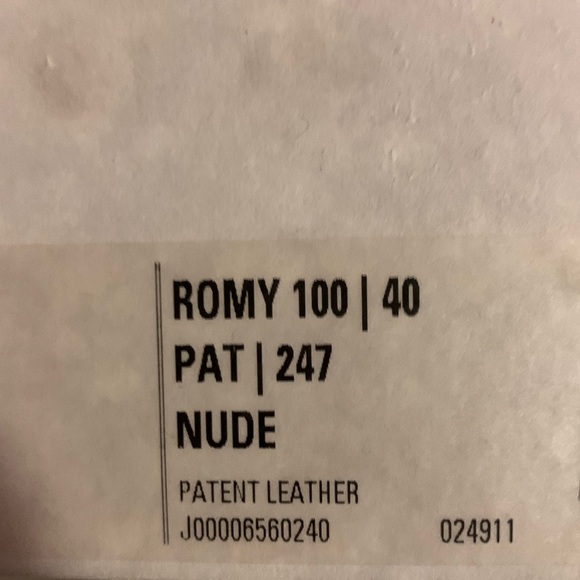 ROMY 100 | 40
PAT | 247
NUDE
PATENT LEATHER
J00006560240 024911